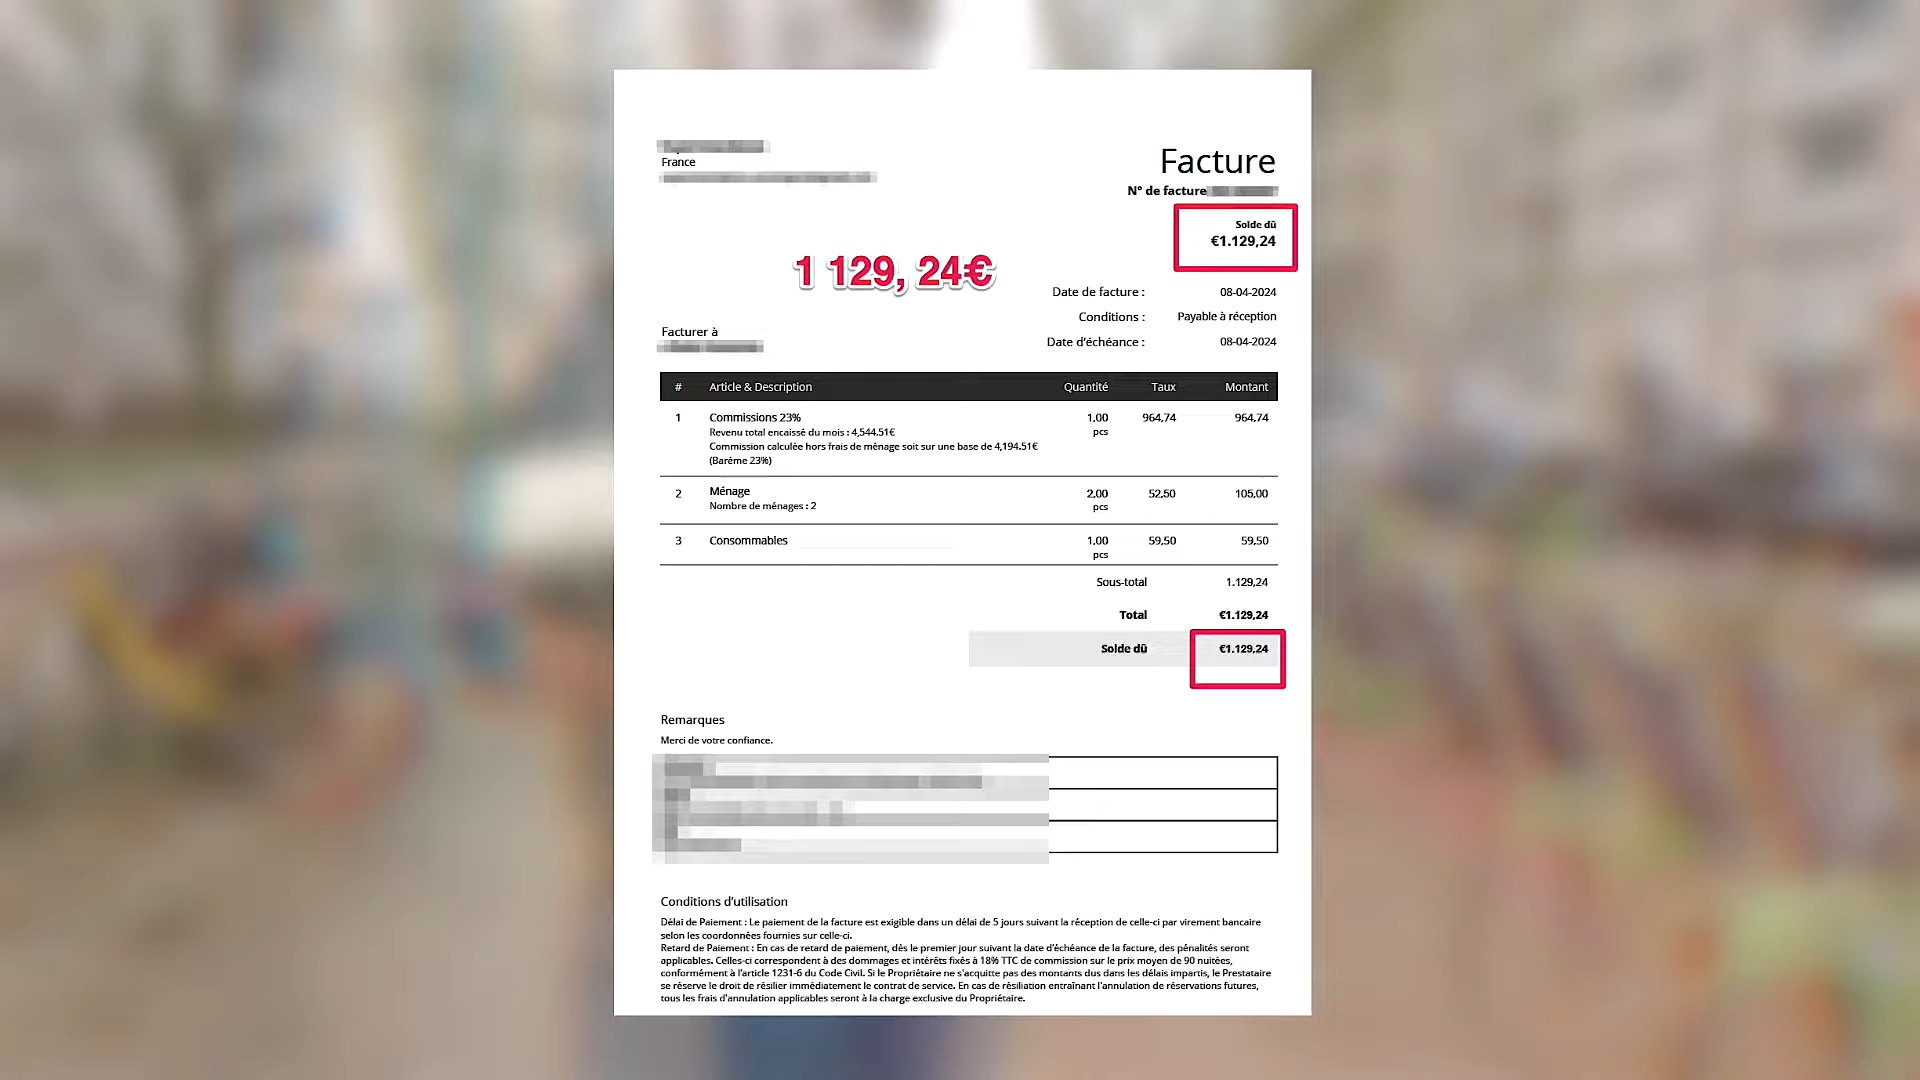 France
Facture
N° de facture
Solde dû
€1.129,24
1 129, 24€
Date de facture : 08-04-2024
Conditions : Payable à réception
Date d'échéance : 08-04-2024
Facturer à
# Article & Description Quantité Taux Montant
1 Commissions 23% 1,00 964,74 964,74
Revenu total encaissé du mois : 4,544.51€ pcs
Commission calculée hors frais de ménage soit sur une base de 4,194.51€
(Barème 23%)
2 Ménage 2,00 52,50 105,00
Nombre de ménages : 2 pcs
3 Consommables 1,00 59,50 59,50
pcs
Sous-total 1.129,24
Total €1.129,24
Solde dû €1.129,24
Remarques
Merci de votre confiance.
Conditions d'utilisation
Délai de Paiement : Le paiement de la facture est exigible dans un délai de 5 jours suivant la réception de celle-ci par virement bancaire
selon les coordonnées fournies sur celle-ci.
Retard de Paiement : En cas de retard de paiement, dès le premier jour suivant la date d'échéance de la facture, des pénalités seront
applicables. Celles-ci correspondent à des dommages et intérêts fixés à 18% TTC de commission sur le prix moyen de 90 nuitées,
conformément à l'article 1231-6 du Code Civil. Si le Propriétaire ne s'acquitte pas des montants dus dans les délais impartis, le Prestataire
se réserve le droit de résilier immédiatement le contrat de service. En cas de résiliation entraînant l'annulation de réservations futures,
tous les frais d'annulation applicables seront à la charge exclusive du Propriétaire.